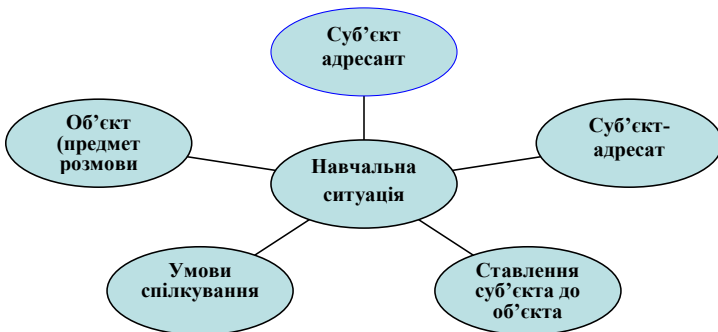 Суб’єкт
адресант
Об’єкт
(предмет
розмови
Суб’єкт-
адресат
Навчальна
ситуація
Умови
спілкування
Ставлення
суб’єкта до
об’єкта